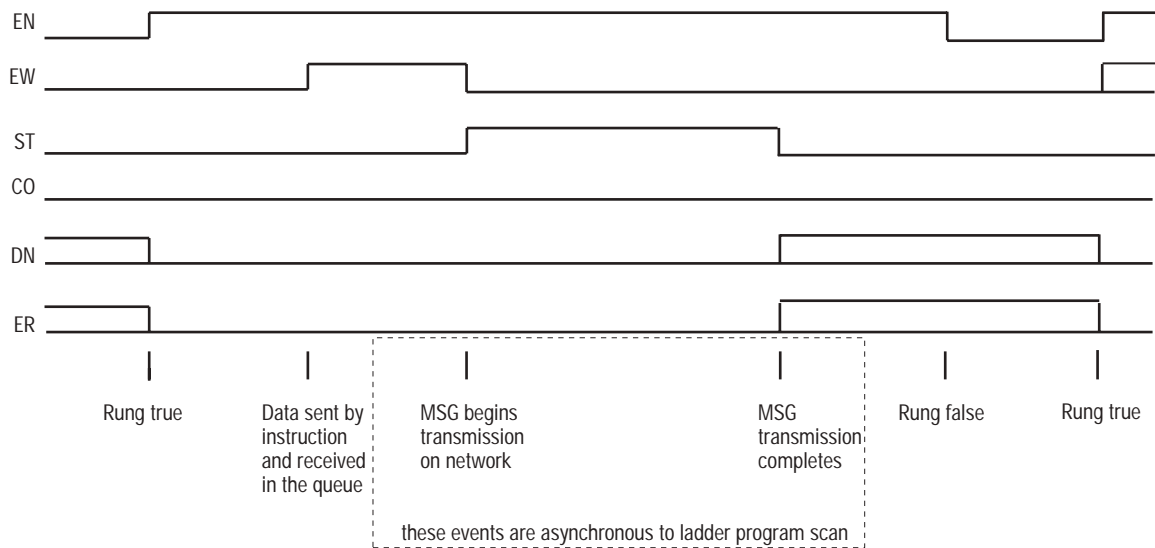 EN
EW
ST
CO
DN
ER
Rung true
Data sent by
instruction
and received
in the queue
MSG begins
transmission
on network
MSG
transmission
completes
Rung false
Rung true
these events are asynchronous to ladder program scan